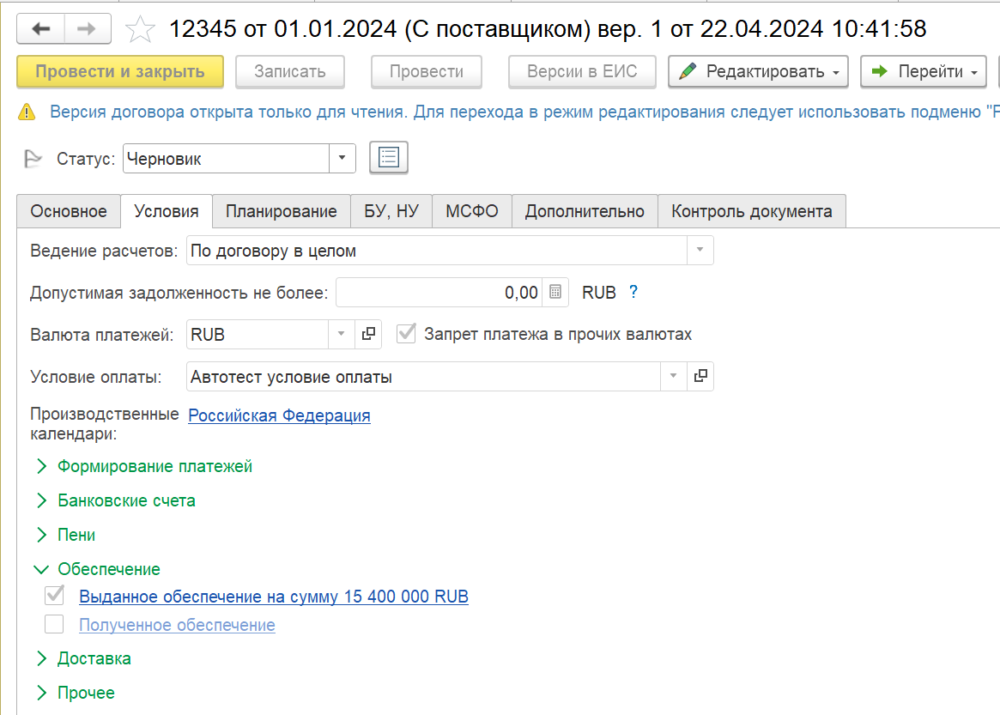 12345 от 01.01.2024 (С поставщиком) вер. 1 от 22.04.2024 10:41:58
Провести и закрыть Записать Провести Версии в ЕИС Редактировать Перейти
Версия договора открыта только для чтения. Для перехода в режим редактирования следует использовать подменю
Статус: Черновик
Основное Условия Планирование БУ, НУ МСФО Дополнительно Контроль документа
Ведение расчетов: По договору в целом
Допустимая задолженность не более: 0,00 RUB ?
Валюта платежей: RUB Запрет платежа в прочих валютах
Условие оплаты: Автотест условие оплаты
Производственные Российская Федерация
календари:
Формирование платежей
Банковские счета
Пени
Обеспечение
Выданное обеспечение на сумму 15 400 000 RUB
Полученное обеспечение
Доставка
Прочее